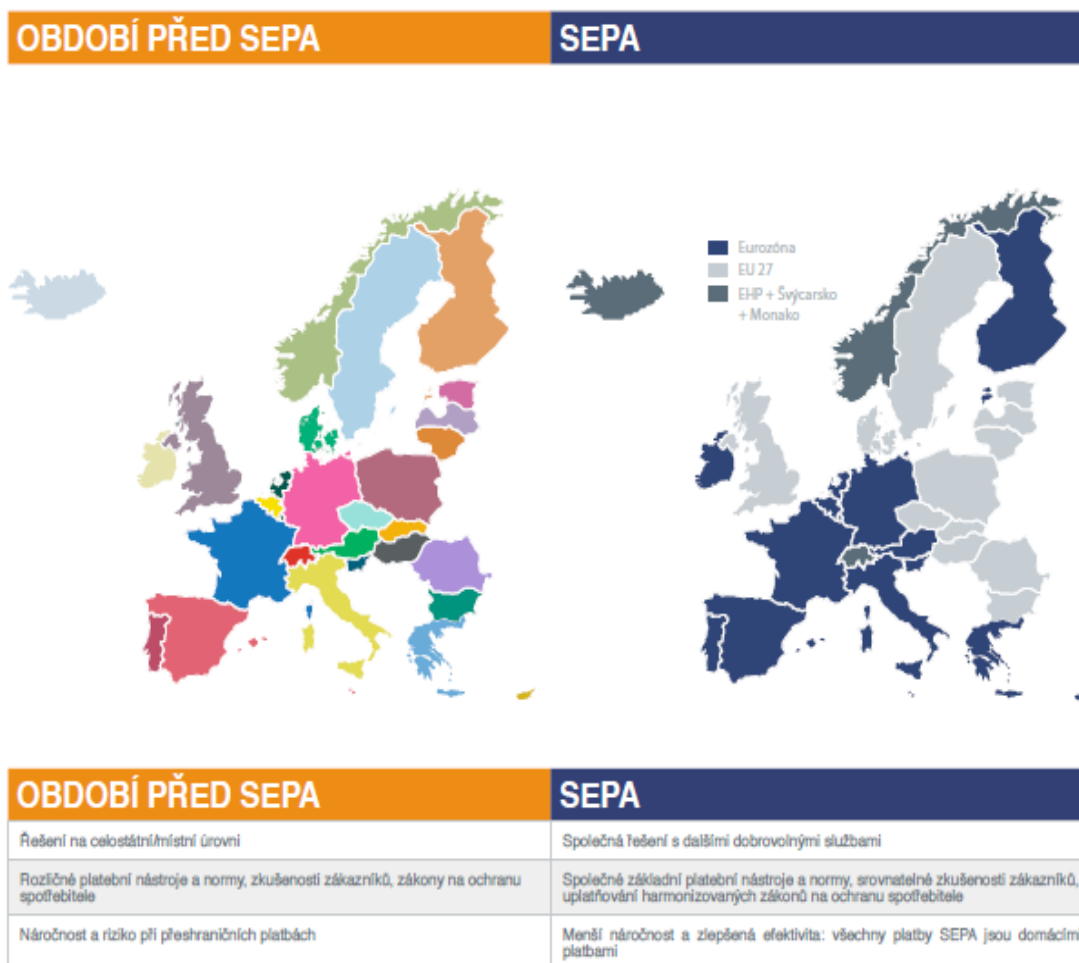 OBDOBÍ PŘED SEPA
SEPA
Eurozóna
EU 27
EHP + Švýcarsko
+ Monako
OBDOBÍ PŘED SEPA
SEPA
Řešení na celostátní/místní úrovni
Společná řešení s dalšími dobrovolnými službami
Rozličné platební nástroje a normy, zkušenosti zákazníků, zákony na ochranu
spotřebitele
Společné základní platební nástroje a normy, srovnatelné zkušenosti zákazníků,
uplatňování harmonizovaných zákonů na ochranu spotřebitele
Náročnost a riziko při přeshraničních platbách
Menší náročnost a zlepšená efektivita: všechny platby SEPA jsou domácími
platbami